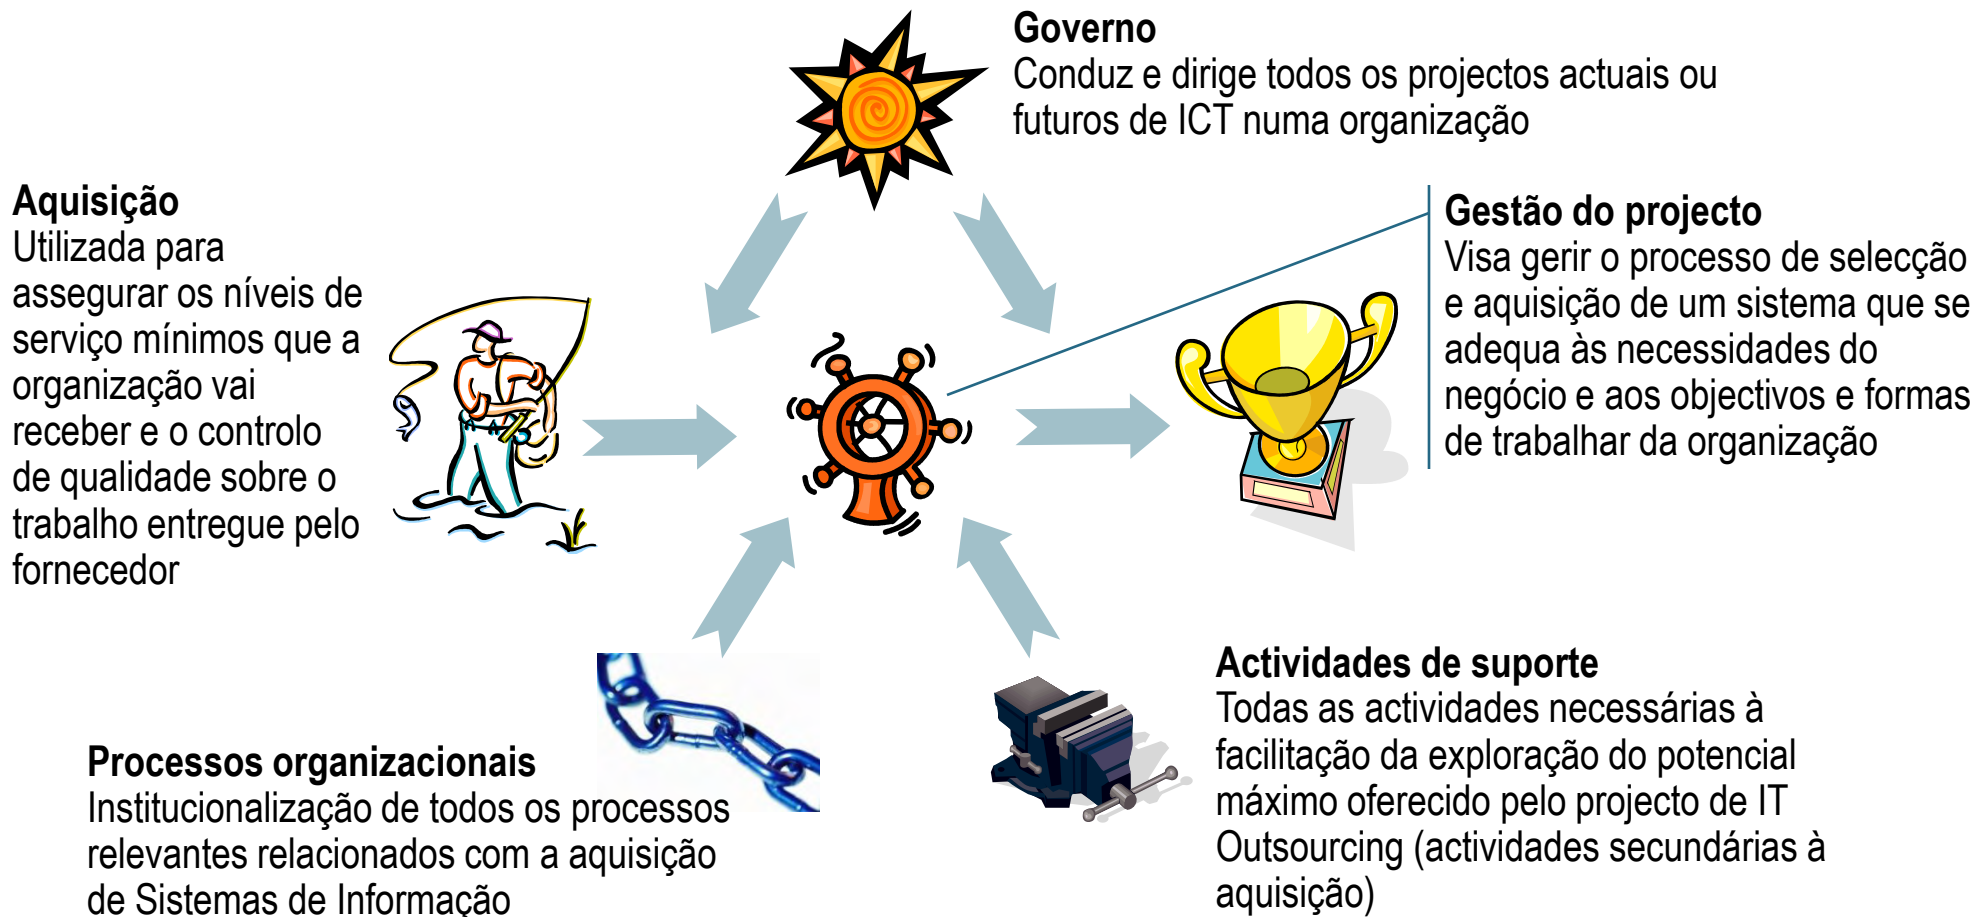 Governo
Conduz e dirige todos os projectos actuais ou
futuros de ICT numa organização
Aquisição
Utilizada para
assegurar os níveis de
serviço mínimos que a
organização vai
receber e o controlo
de qualidade sobre o
trabalho entregue pelo
fornecedor
Gestão do projecto
Visa gerir o processo de selecção
e aquisição de um sistema que se
adequa às necessidades do
negócio e aos objectivos e formas
de trabalhar da organização
Processos organizacionais
Institucionalização de todos os processos
relevantes relacionados com a aquisição
de Sistemas de Informação
Actividades de suporte
Todas as actividades necessárias à
facilitação da exploração do potencial
máximo oferecido pelo projecto de IT
Outsourcing (actividades secundárias à
aquisição)